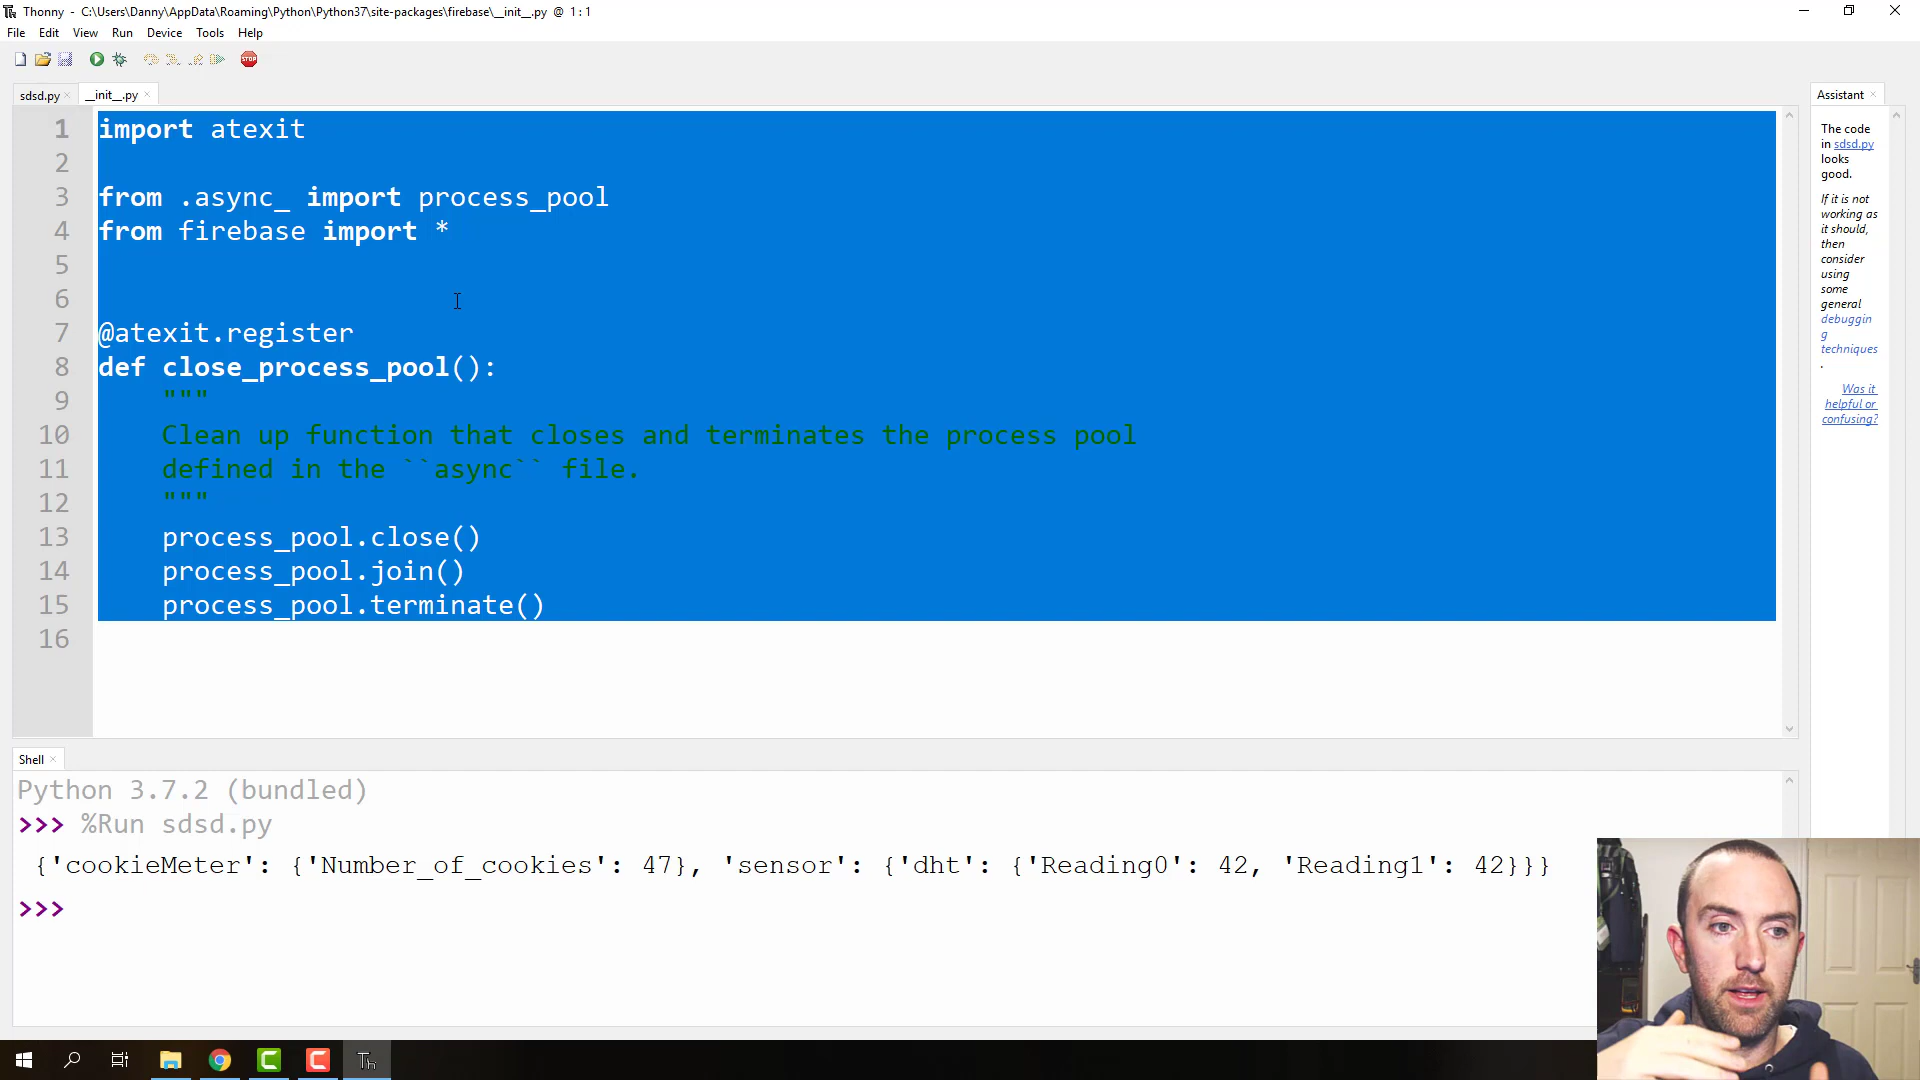 Th Thonny - C:\Users\Danny\AppData\Roaming\Python\Python37\site-packages\firebase\__init__.py @ 1:1
File Edit View Run Device Tools Help
STOP
sdsd.py × __init__.py ×
1 import atexit
2
3 from .async_ import process_pool
4 from firebase import *
5
6
7 @atexit.register
8 def close_process_pool():
9 """
10 Clean up function that closes and terminates the process pool
11 defined in the ``async`` file.
12 """
13 process_pool.close()
14 process_pool.join()
15 process_pool.terminate()
16
Assistant ×
The code
in sdsd.py
looks
good.
If it is not
working as
it should,
then
consider
using
some
general
debuggin
g
techniques
.
Was it
helpful or
confusing?
Shell ×
Python 3.7.2 (bundled)
>>> %Run sdsd.py
{'cookieMeter': {'Number_of_cookies': 47}, 'sensor': {'dht': {'Reading0': 42, 'Reading1': 42}}}
>>>
Th